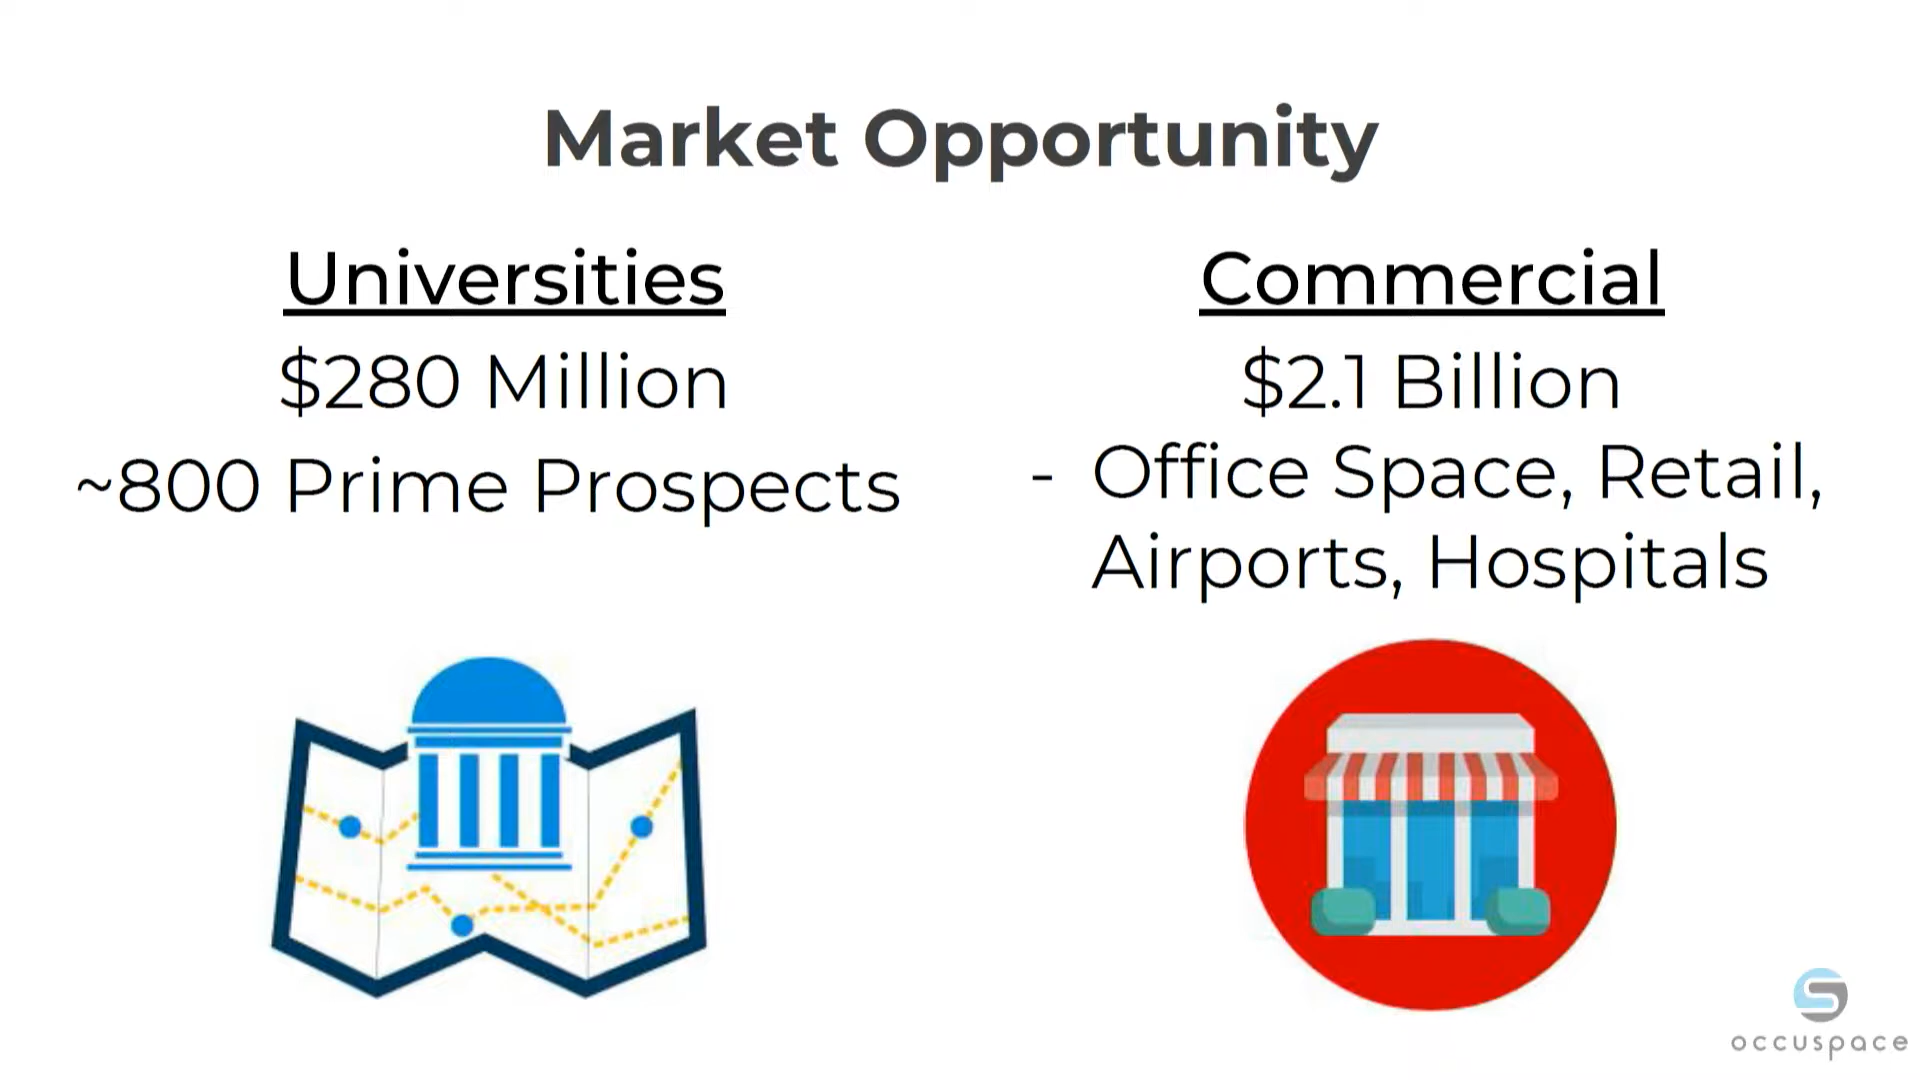 Market Opportunity
Universities
$280 Million
~800 Prime Prospects
Commercial
$2.1 Billion
- Office Space, Retail,
Airports, Hospitals
occuspace